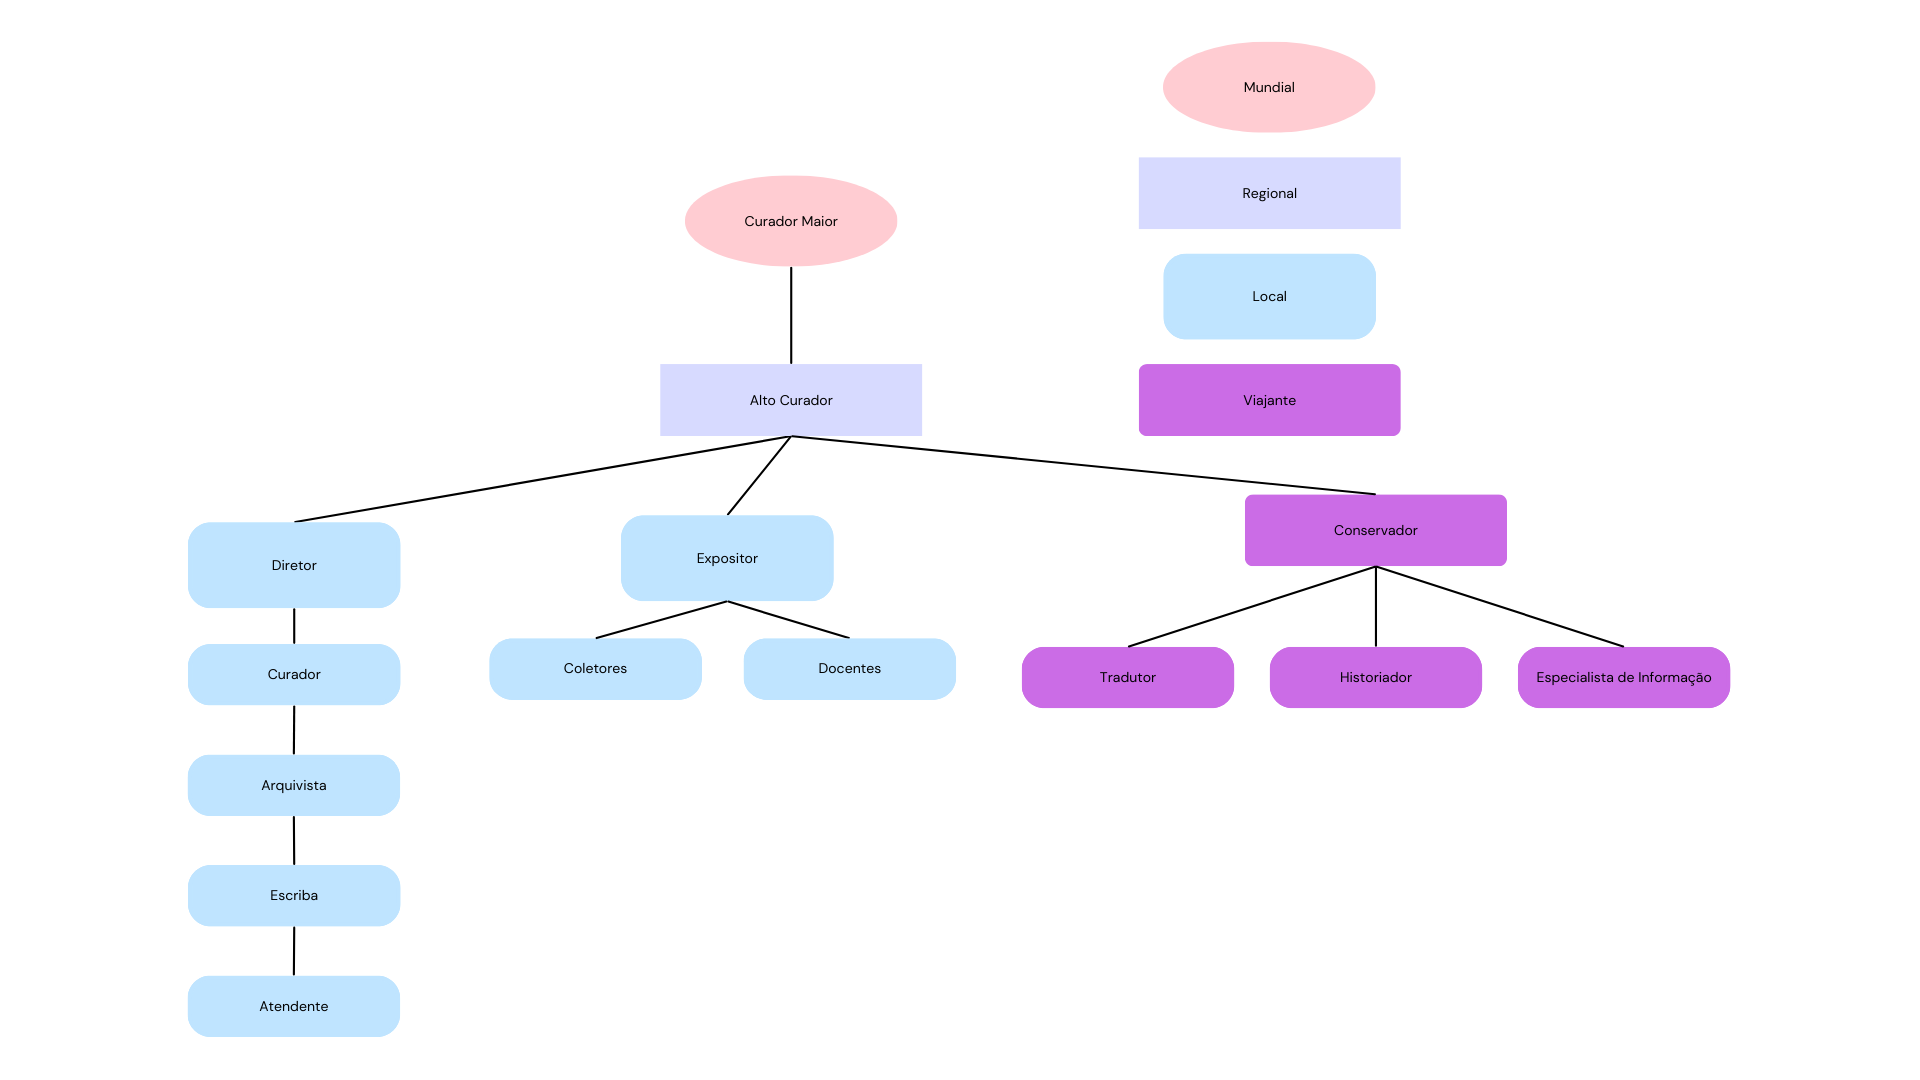 Mundial
Regional
Local
Viajante
Curador Maior
Alto Curador
Diretor
Expositor
Conservador
Curador
Coletores
Docentes
Tradutor
Historiador
Especialista de Informação
Arquivista
Escriba
Atendente